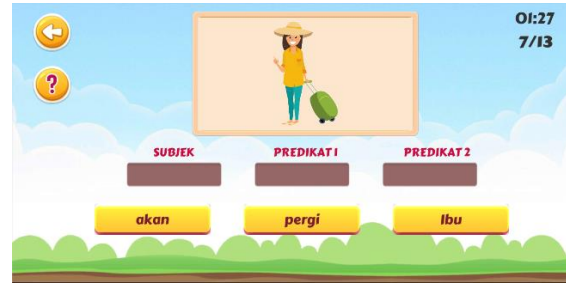 01:27
7/13
?
SUBJEK PREDIKAT 1 PREDIKAT 2
akan pergi Ibu